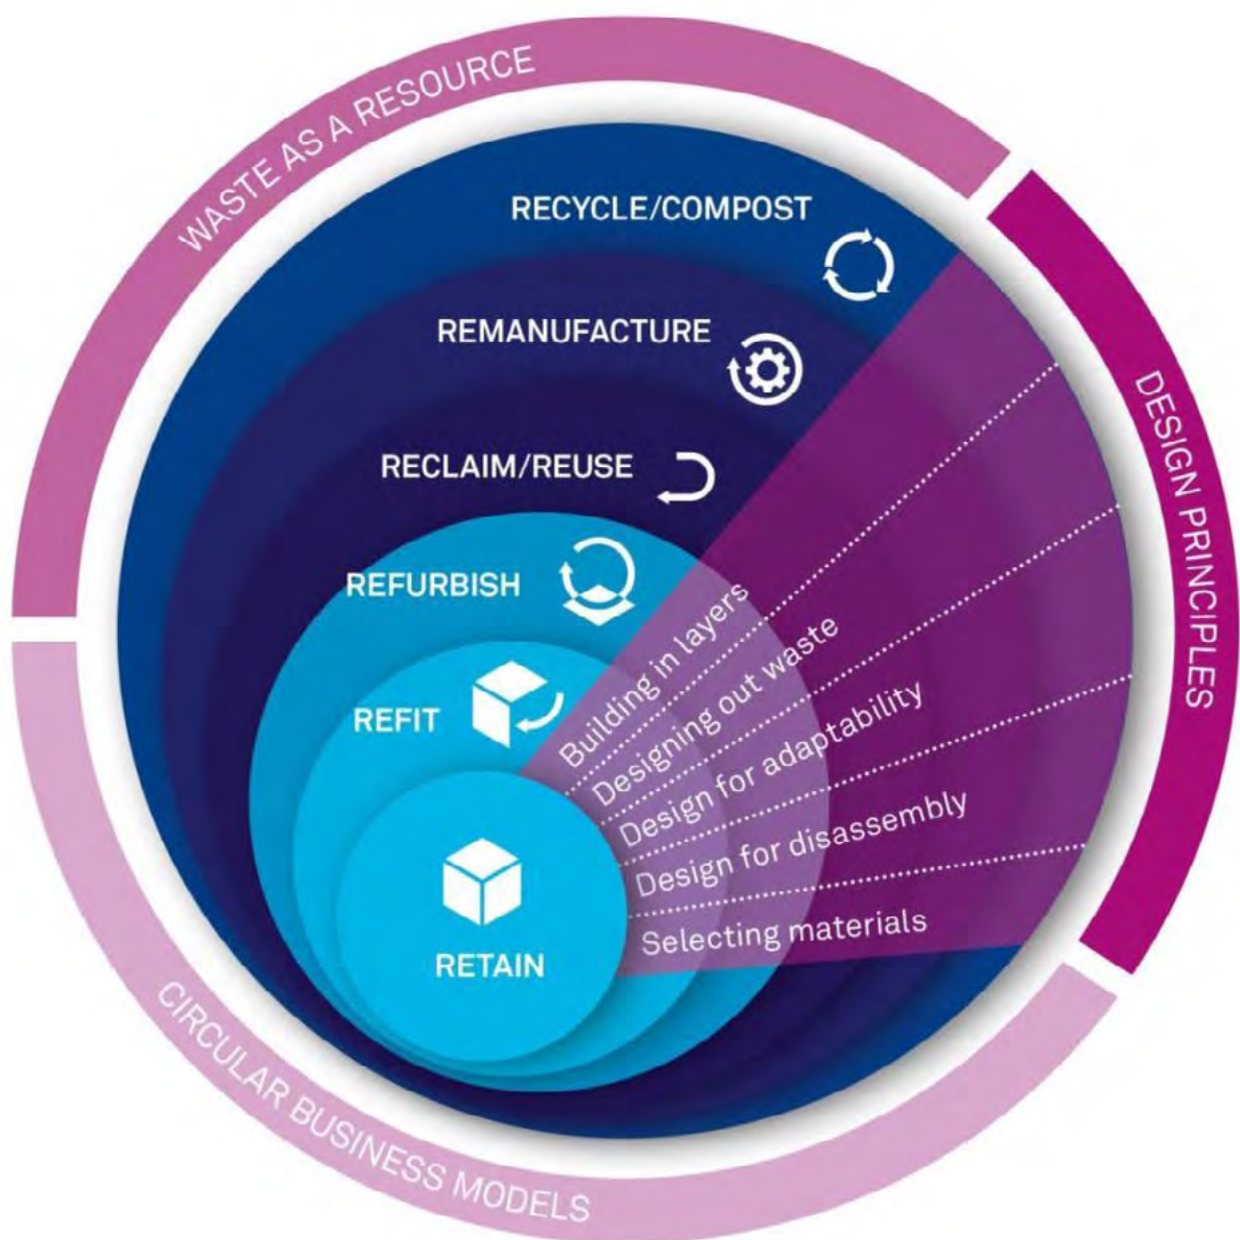 WASTE AS A RESOURCE
RECYCLE/COMPOST
REMANUFACTURE
RECLAIM/REUSE
REFURBISH
REFIT
RETAIN
Building in layers
Designing out waste
Design for adaptability
Design for disassembly
Selecting materials
DESIGN PRINCIPLES
CIRCULAR BUSINESS MODELS